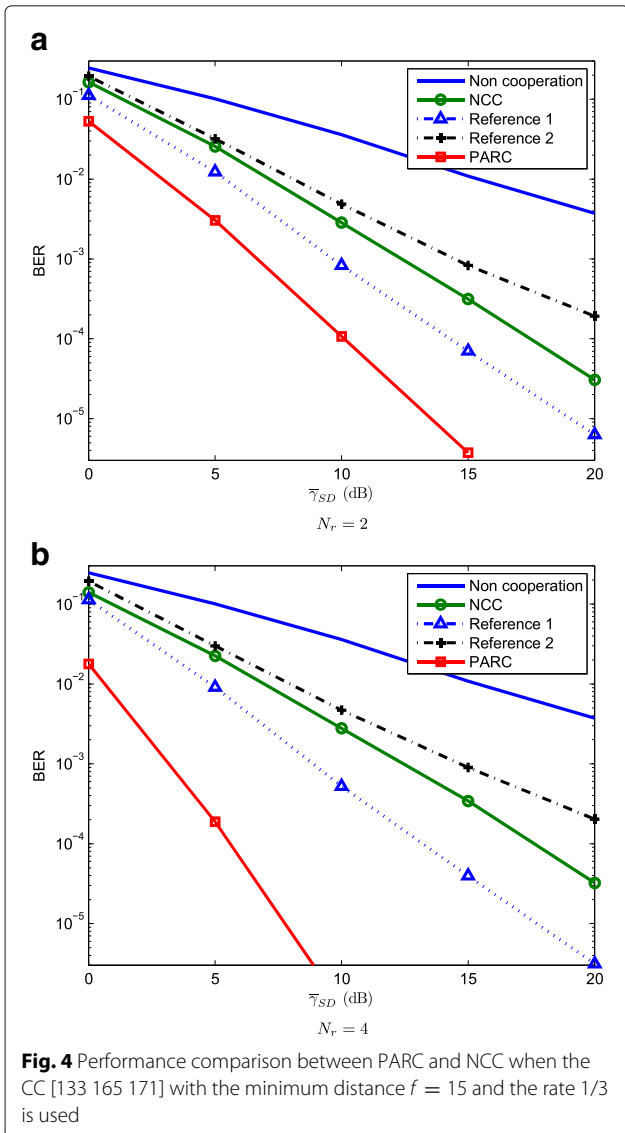 a
Non cooperation
NCC
Reference 1
Reference 2
PARC
10⁻¹
10⁻²
10⁻³
10⁻⁴
10⁻⁵
BER
0 5 10 15 20
γ̅_SD (dB)
N_r = 2
b
Non cooperation
NCC
Reference 1
Reference 2
PARC
10⁻¹
10⁻²
10⁻³
10⁻⁴
10⁻⁵
BER
0 5 10 15 20
γ̅_SD (dB)
N_r = 4
Fig. 4 Performance comparison between PARC and NCC when the
CC [133 165 171] with the minimum distance f = 15 and the rate 1/3
is used